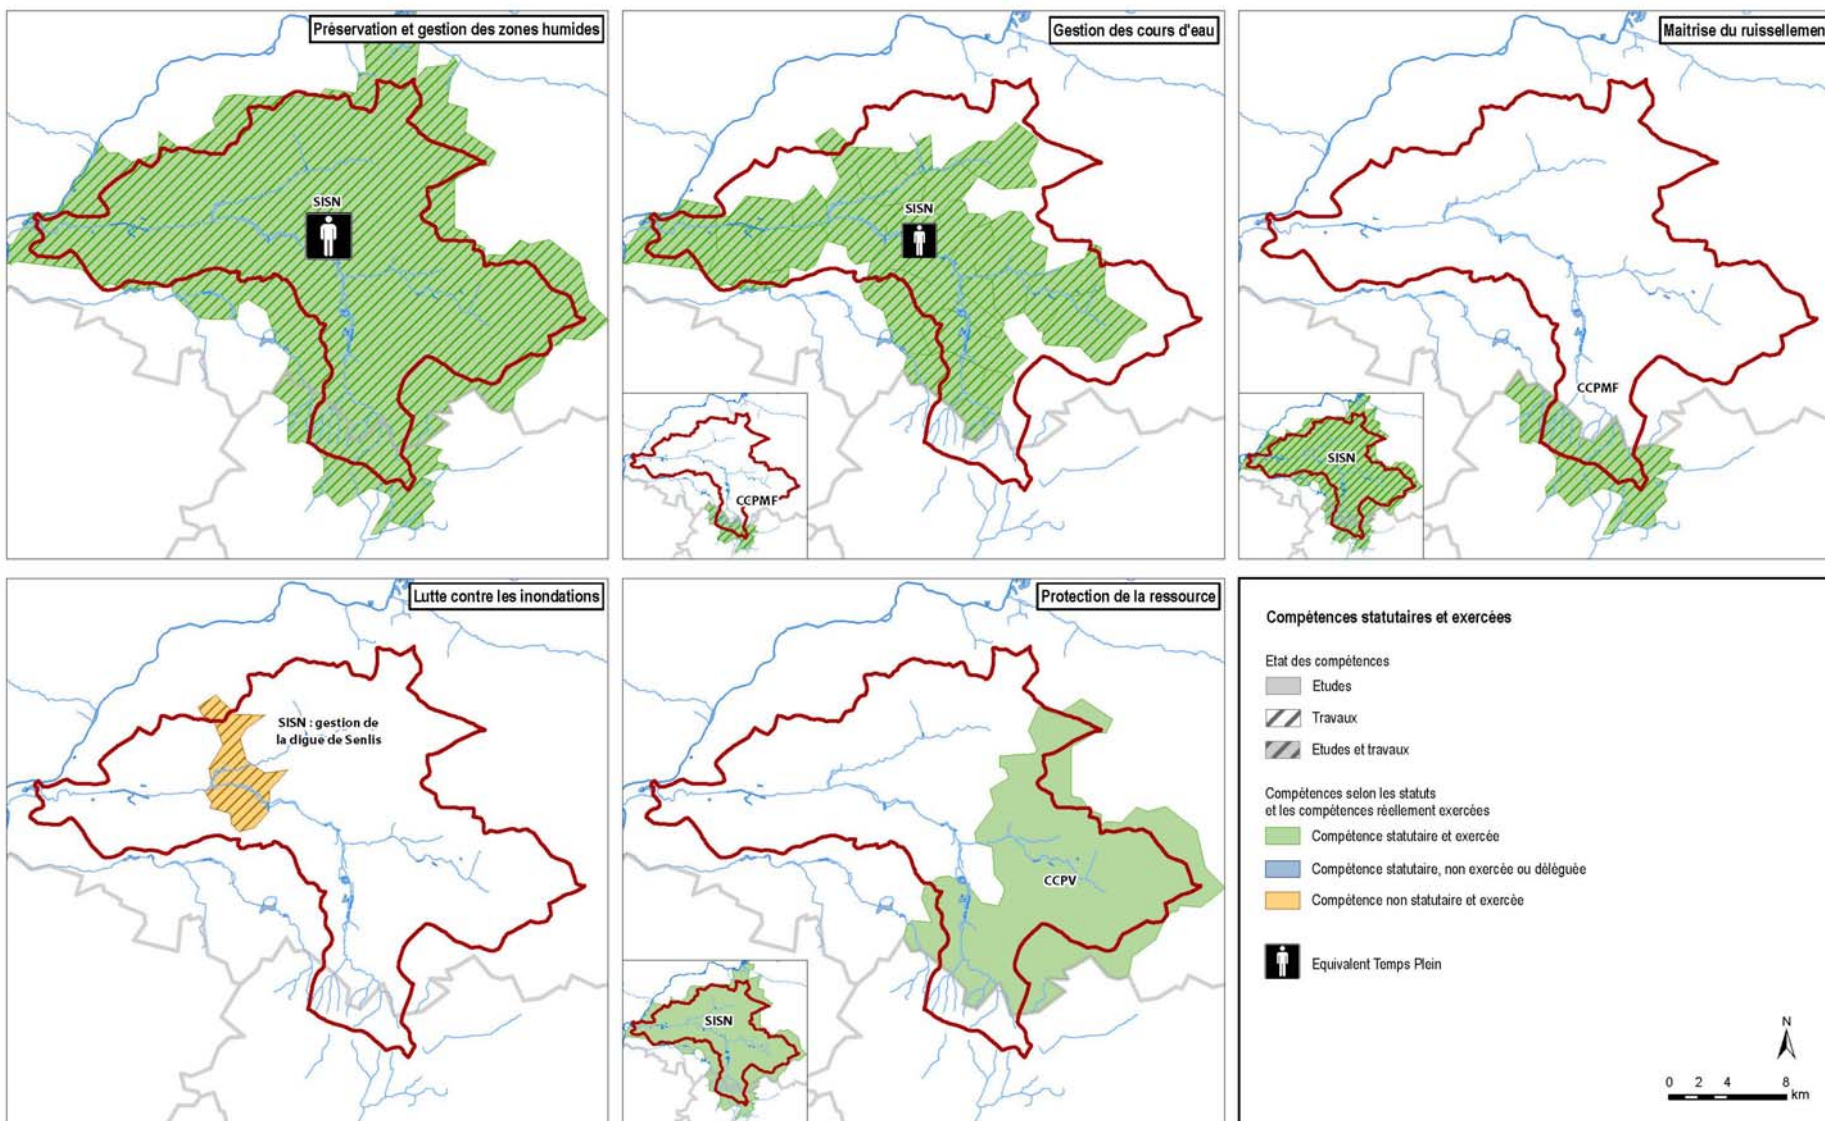 Préservation et gestion des zones humides
SISN
Gestion des cours d'eau
SISN
CCPMF
Maitrise du ruissellemen
CCPMF
SISN
Lutte contre les inondations
SISN : gestion de
la digue de Senlis
Protection de la ressource
CCPV
SISN
Compétences statutaires et exercées
Etat des compétences
Etudes
Travaux
Etudes et travaux
Compétences selon les statuts
et les compétences réellement exercées
Compétence statutaire et exercée
Compétence statutaire, non exercée ou déléguée
Compétence non statutaire et exercée
Equivalent Temps Plein
N
0 2 4 8
km